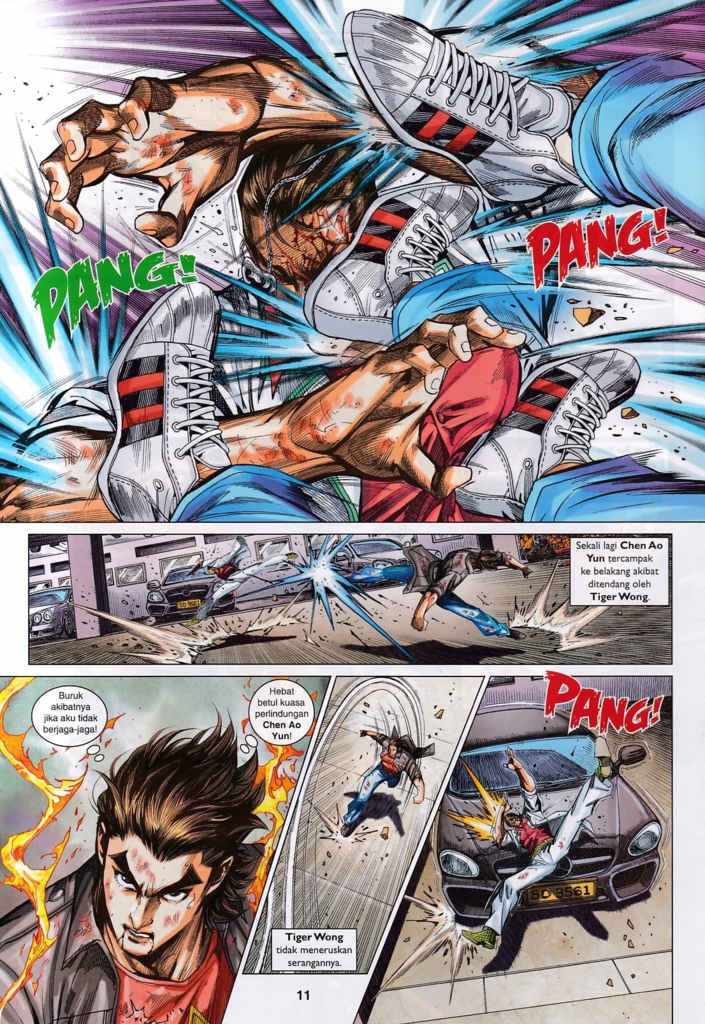 PANG!
PANG!
Sekali lagi Chen Ao
Yun tercampak
ke belakang akibat
ditendang oleh
Tiger Wong.
Buruk
akibatnya
jika aku tidak
berjaga-jaga!
Hebat
betul kuasa
perlindungan
Chen Ao
Yun!
Tiger Wong
tidak meneruskan
serangannya.
PANG!
SD 9561
11